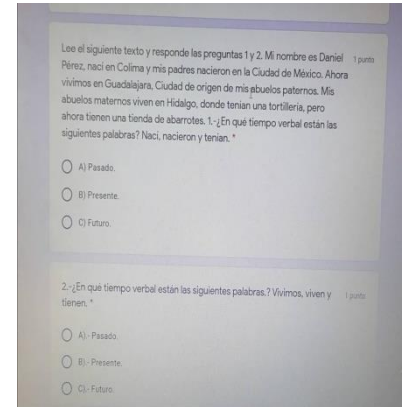 Lee el siguiente texto y responde las preguntas 1 y 2. Mi nombre es Daniel 1 punto
Pérez, naci en Colima y mis padres nacieron en la Ciudad de México. Ahora
vivimos en Guadalajara, Ciudad de origen de mis abuelos paternos. Mis
abuelos maternos viven en Hidalgo, donde tenían una tortillería, pero
ahora tienen una tienda de abarrotes. 1.-¿En qué tiempo verbal están las
siguientes palabras? Naci, nacieron y tenían. *
A) Pasado.
B) Presente.
C) Futuro.
2.-¿En qué tiempo verbal están las siguientes palabras.? Vivimos, viven y 1 punto
tienen. *
A).- Pasado.
B).- Presente.
C).- Futuro.